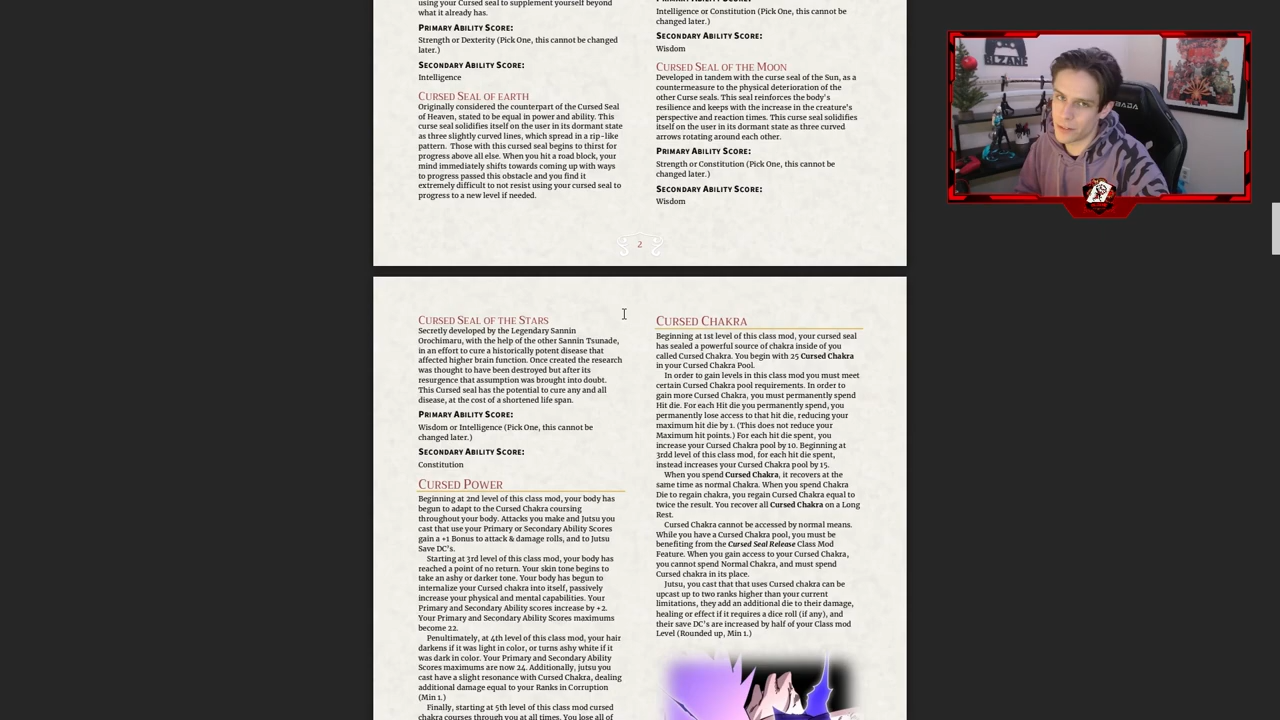 using your Cursed seal to supplement yourself beyond
what it already has.
Primary Ability Score:
Strength or Dexterity (Pick One, this cannot be changed
later.)
Secondary Ability Score:
Intelligence
Cursed Seal of earth
Originally considered the counterpart of the Cursed Seal
of Heaven, stated to be equal in power and ability. This
curse seal solidifies itself on the user in its dormant state
as three slightly curved lines, which spread in a rip-like
pattern.  Those with this cursed seal begins to thirst for
progress above all else. When you hit a road block, your
mind immediately shifts towards coming up with ways
to progress passed this obstacle and you find it
extremely difficult to not resist using your cursed seal to
progress to a new level if needed.
Intelligence or Constitution (Pick One, this cannot be
changed later.)
Secondary Ability Score:
Wisdom
Cursed Seal of the Moon
Developed in tandem with the curse seal of the Sun, as a
countermeasure to the physical deterioration of the
other Curse seals. This seal reinforces the body's
resilience and keeps with the increase in the creature's
perspective and reaction times. This curse seal solidifies
itself on the user in its dormant state as three curved
arrows rotating around each other.
Primary Ability Score:
Strength or Constitution (Pick One, this cannot be
changed later.)
Secondary Ability Score:
Wisdom
2
Cursed Seal of the Stars
Secretly developed by the Legendary Sannin
Orochimaru, with the help of the other Sannin Tsunade,
in an effort to cure a historically potent disease that
affected higher brain function. Once created the research
was thought to have been destroyed but after its
resurgence that assumption was brought into doubt.
This Cursed seal has the potential to cure any and all
disease, at the cost of a shortened life span.
Primary Ability Score:
Wisdom or Intelligence (Pick One, this cannot be
changed later.)
Secondary Ability Score:
Constitution
Cursed Power
Beginning at 2nd level of this class mod, your body has
begun to adapt to the Cursed Chakra coursing
throughout your body. Attacks you make and Jutsu you
cast that use your Primary or Secondary Ability Scores
gain a +1 Bonus to attack & damage rolls, and to Jutsu
Save DC's.
Starting at 3rd level of this class mod, your body has
reached a point of no return. Your skin tone begins to
take an ashy or darker tone. Your body has begun to
internalize your Cursed chakra into itself, passively
increase your physical and mental capabilities. Your
Primary and Secondary Ability scores increase by +2.
Your Primary and Secondary Ability Scores maximums
become 22.
Penultimately, at 4th level of this class mod, your hair
darkens if it was light in color, or turns ashy white if it
was dark in color. Your Primary and Secondary Ability
Scores maximums are now 24. Additionally, jutsu you
cast have a slight resonance with Cursed Chakra, dealing
additional damage equal to your Ranks in Corruption
(Min 1.)
Finally, starting at 5th level of this class mod cursed
chakra courses through you at all times. You lose all of
Cursed Chakra
Beginning at 1st level of this class mod, your cursed seal
has sealed a powerful source of chakra inside of you
called Cursed Chakra. You begin with 25 Cursed Chakra
in your Cursed Chakra Pool.
In order to gain levels in this class mod you must meet
certain Cursed Chakra pool requirements. In order to
gain more Cursed Chakra, you must permanently spend
Hit die. For each Hit die you permanently spend, you
permanently lose access to that hit die, reducing your
maximum hit die by 1. (This does not reduce your
Maximum hit points.) For each hit die spent, you
increase your Cursed Chakra pool by 10. Beginning at
3rdd level of this class mod, for each hit die spent,
instead increases your Cursed Chakra pool by 15.
When you spend Cursed Chakra, it recovers at the
same time as normal Chakra. When you spend Chakra
Die to regain chakra, you regain Cursed Chakra equal to
twice the result. You recover all Cursed Chakra on a Long
Rest.
Cursed Chakra cannot be accessed by normal means.
While you have a Cursed Chakra pool, you must be
benefiting from the Cursed Seal Release Class Mod
Feature. When you gain access to your Cursed Chakra,
you cannot spend Normal Chakra, and must spend
Cursed chakra in its place.
Jutsu, you cast that that uses Cursed chakra can be
upcast up to two ranks higher than your current
limitations, they add an additional die to their damage,
healing or effect if it requires a dice roll (if any), and
their save DC's are increased by half of your Class mod
Level (Rounded up, Min 1.)